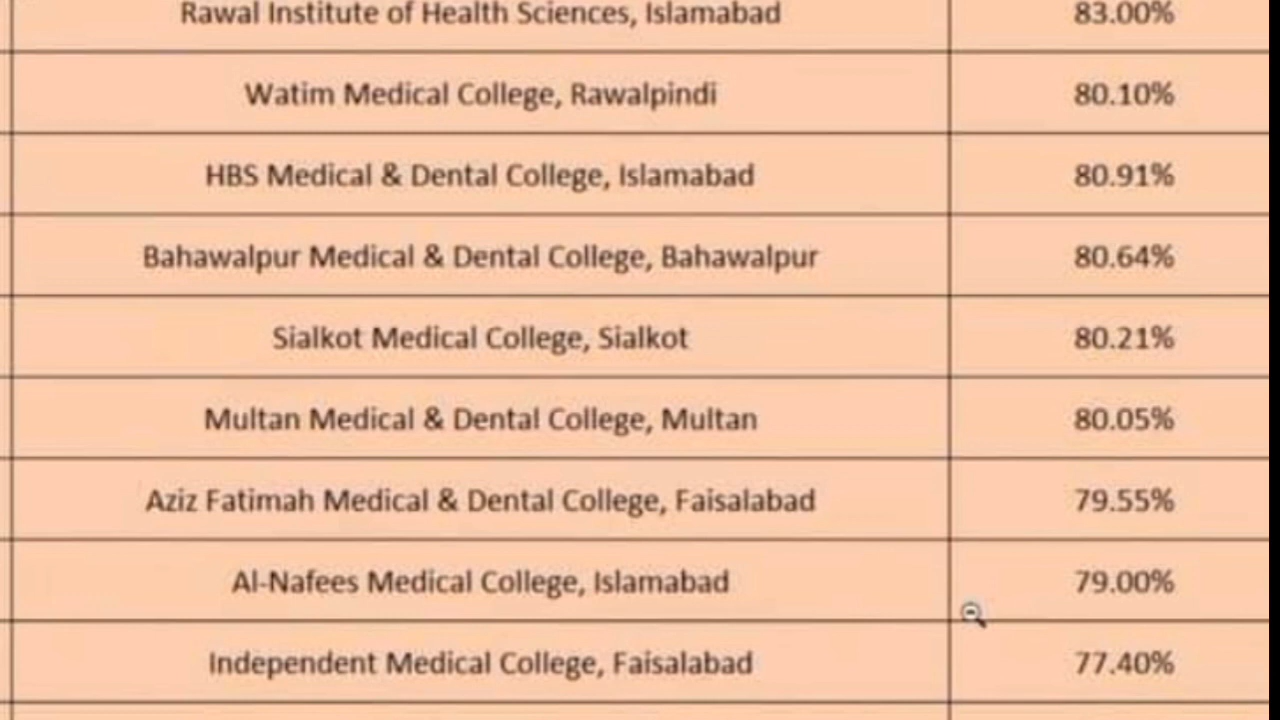 Rawal Institute of Health Sciences, Islamabad 83.00%
Watim Medical College, Rawalpindi 80.10%
HBS Medical & Dental College, Islamabad 80.91%
Bahawalpur Medical & Dental College, Bahawalpur 80.64%
Sialkot Medical College, Sialkot 80.21%
Multan Medical & Dental College, Multan 80.05%
Aziz Fatimah Medical & Dental College, Faisalabad 79.55%
Al-Nafees Medical College, Islamabad 79.00%
Independent Medical College, Faisalabad 77.40%